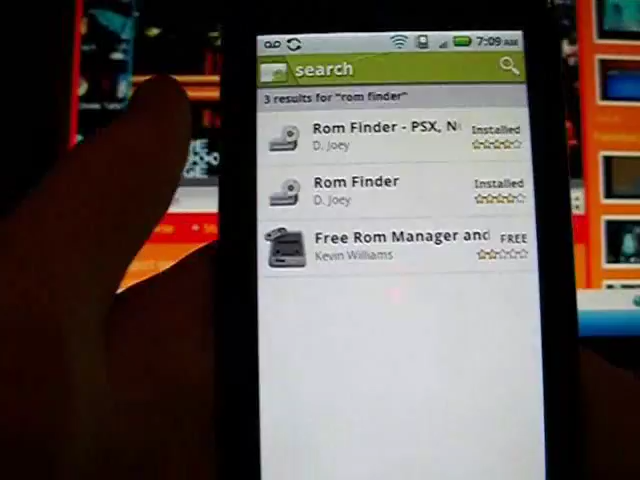 7:09 AM
search
3 results for "rom finder"
Rom Finder - PSX, N
Installed
D. Joey
Rom Finder
Installed
D. Joey
Free Rom Manager and
FREE
Kevin Williams